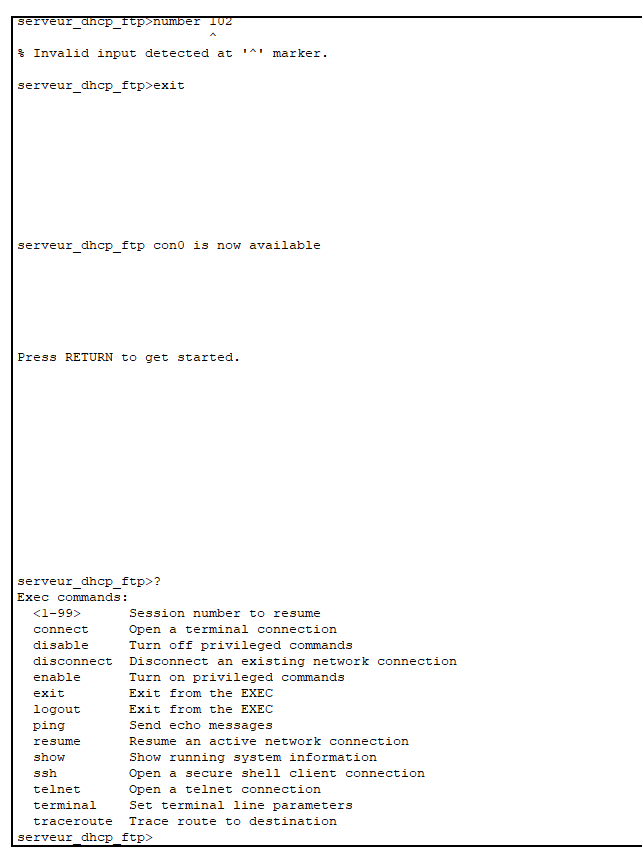 serveur_dhcp_ftp>number 102
^
% Invalid input detected at '^' marker.
serveur_dhcp_ftp>exit
serveur_dhcp_ftp con0 is now available
Press RETURN to get started.
serveur_dhcp_ftp>?
Exec commands:
<1-99> Session number to resume
connect Open a terminal connection
disable Turn off privileged commands
disconnect Disconnect an existing network connection
enable Turn on privileged commands
exit Exit from the EXEC
logout Exit from the EXEC
ping Send echo messages
resume Resume an active network connection
show Show running system information
ssh Open a secure shell client connection
telnet Open a telnet connection
terminal Set terminal line parameters
traceroute Trace route to destination
serveur_dhcp_ftp>